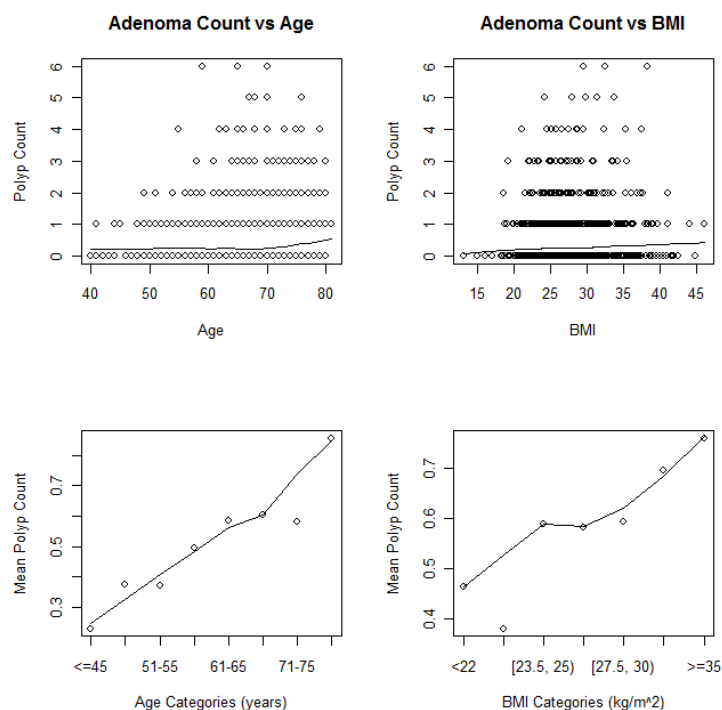 Adenoma Count vs Age
Polyp Count
0 1 2 3 4 5 6
40 50 60 70 80
Age
Adenoma Count vs BMI
Polyp Count
0 1 2 3 4 5 6
15 20 25 30 35 40 45
BMI
Mean Polyp Count
0.3 0.5 0.7
<=45 51-55 61-65 71-75
Age Categories (years)
Mean Polyp Count
0.4 0.5 0.6 0.7
<22 [23.5, 25) [27.5, 30) >=35
BMI Categories (kg/m^2)